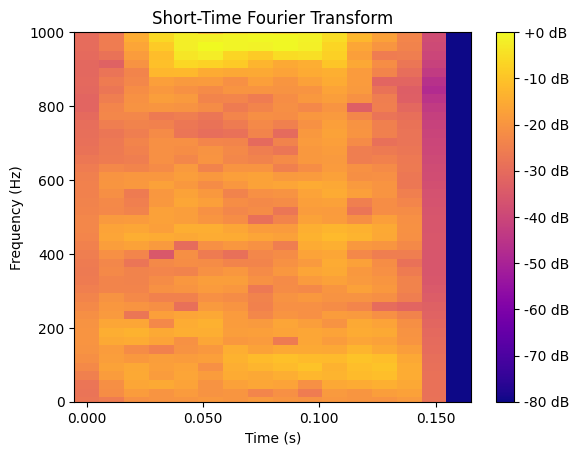 Short-Time Fourier Transform
1000
800
600
400
200
0
Frequency (Hz)
0.000
0.050
0.100
0.150
Time (s)
+0 dB
-10 dB
-20 dB
-30 dB
-40 dB
-50 dB
-60 dB
-70 dB
-80 dB